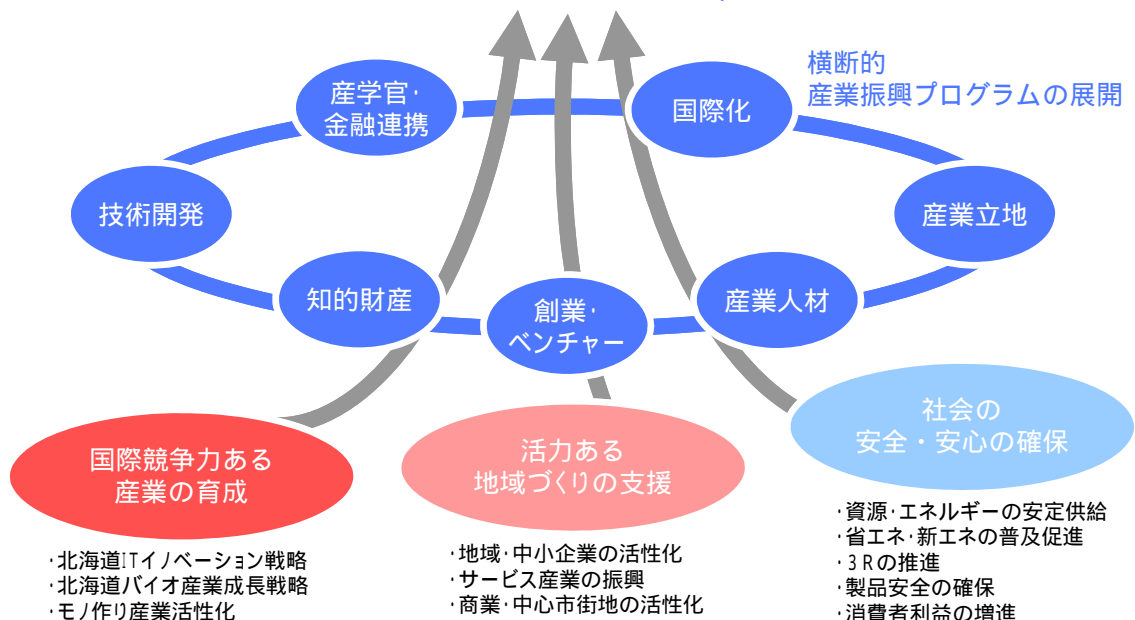 横断的
産業振興プログラムの展開
産学官・
金融連携
国際化
技術開発
産業立地
知的財産
創業・
ベンチャー
産業人材
国際競争力ある
産業の育成
活力ある
地域づくりの支援
社会の
安全・安心の確保
・北海道ITイノベーション戦略
・北海道バイオ産業成長戦略
・モノ作り産業活性化
・地域・中小企業の活性化
・サービス産業の振興
・商業・中心市街地の活性化
・資源・エネルギーの安定供給
・省エネ・新エネの普及促進
・３Ｒの推進
・製品安全の確保
・消費者利益の増進